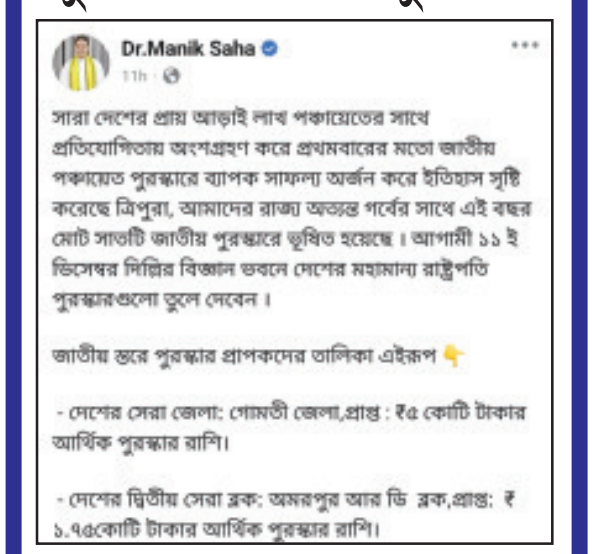 Dr.Manik Saha
11h
সারা দেশের প্রায় আড়াই লাখ পঞ্চায়েতের সাথে
প্রতিযোগিতায় অংশগ্রহণ করে প্রথমবারের মতো জাতীয়
পঞ্চায়েত পুরস্কারে ব্যাপক সাফল্য অর্জন করে ইতিহাস সৃষ্টি
করেছে ত্রিপুরা, আমাদের রাজ্য অত্যন্ত গর্বের সাথে এই বছর
মোট সাতটি জাতীয় পুরস্কারে ভূষিত হয়েছে । আগামী ১১ ই
ডিসেম্বর দিল্লির বিজ্ঞান ভবনে দেশের মহামান্য রাষ্ট্রপতি
পুরস্কারগুলো তুলে দেবেন ।
জাতীয় স্তরে পুরস্কার প্রাপকদের তালিকা এইরূপ 👇
- দেশের সেরা জেলা: গোমতী জেলা,প্রাপ্ত : ₹৫ কোটি টাকার
আর্থিক পুরস্কার রাশি।
- দেশের দ্বিতীয় সেরা ব্লক: অমরপুর আর ডি ব্লক,প্রাপ্ত: ₹
১.৭৫কোটি টাকার আর্থিক পুরস্কার রাশি।